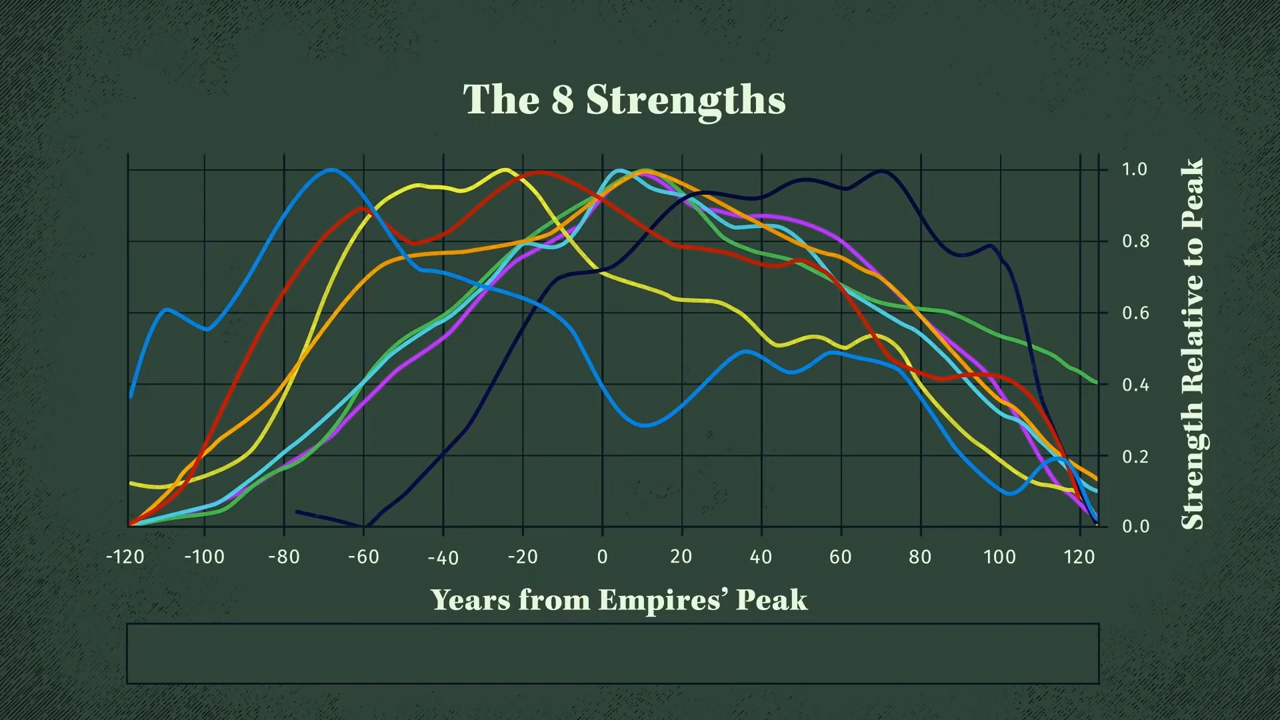 The 8 Strengths
1.0
0.8
0.6
0.4
0.2
0.0
Strength Relative to Peak
-120 -100 -80 -60 -40 -20 0 20 40 60 80 100 120
Years from Empires’ Peak